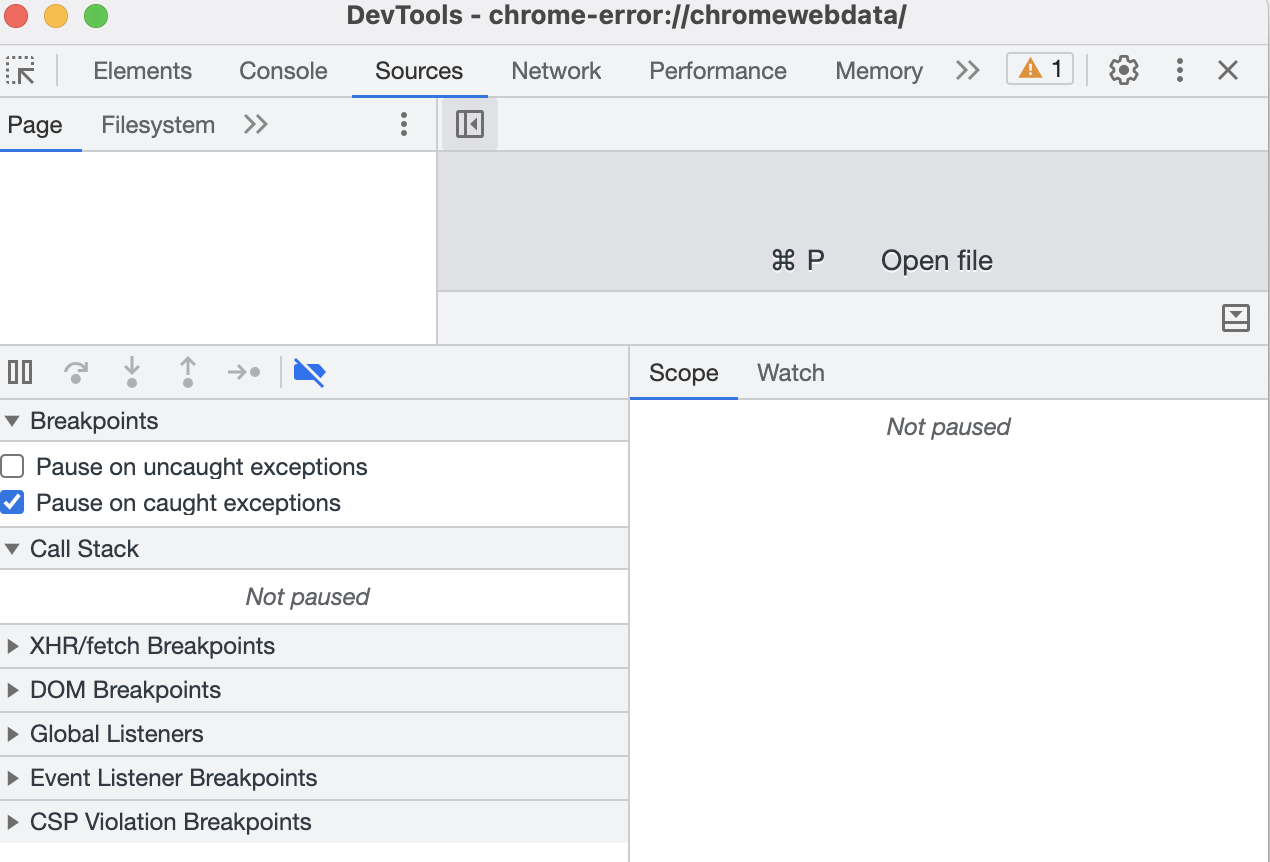 DevTools - chrome-error://chromewebdata/
Elements Console Sources Network Performance Memory 1
Page Filesystem
⌘ P Open file
Scope Watch
Breakpoints
Not paused
Pause on uncaught exceptions
Pause on caught exceptions
Call Stack
Not paused
XHR/fetch Breakpoints
DOM Breakpoints
Global Listeners
Event Listener Breakpoints
CSP Violation Breakpoints